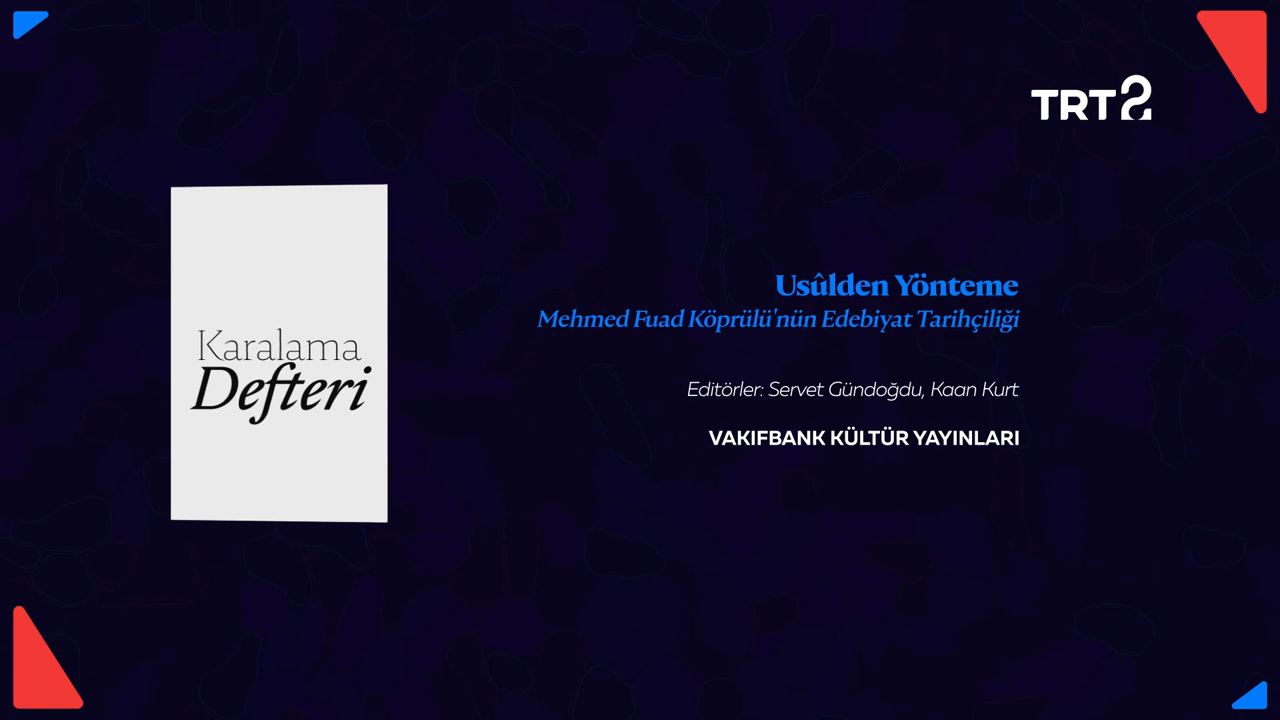 TRT2
Karalama
Defteri
Usûlden Yönteme
Mehmed Fuad Köprülü'nün Edebiyat Tarihçiliği
Editörler: Servet Gündoğdu, Kaan Kurt
VAKIFBANK KÜLTÜR YAYINLARI